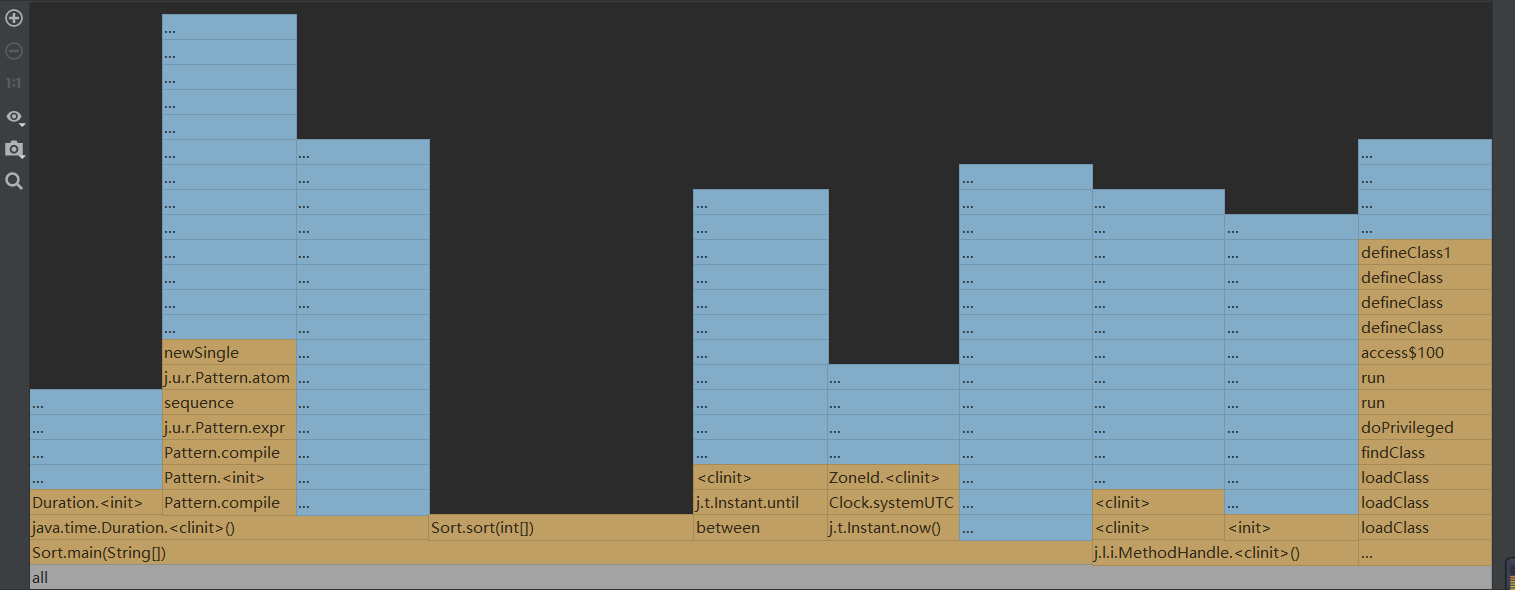 ...
...
...
1:1
...
...
... ... ...
... ... ... ...
... ... ... ... ... ...
... ... ... ... ... ... ...
... ... ... ... ... ... defineClass1
... ... ... ... ... ... defineClass
... ... ... ... ... ... defineClass
... ... ... ... ... ... defineClass
newSingle ... ... ... ... ... access$100
j.u.r.Pattern.atom ... ... ... ... ... ... run
... sequence ... ... ... ... ... ... run
... j.u.r.Pattern.expr ... ... ... ... ... ... doPrivileged
... Pattern.compile ... ... ... ... ... ... findClass
... Pattern.<init> ... <clinit> ZoneId.<clinit> ... ... ... loadClass
Duration.<init> Pattern.compile ... j.t.Instant.until Clock.systemUTC ... <clinit> ... loadClass
java.time.Duration.<clinit>() Sort.sort(int[]) between j.t.Instant.now() ... <clinit> <init> loadClass
Sort.main(String[]) j.l.i.MethodHandle.<clinit>() ...
all